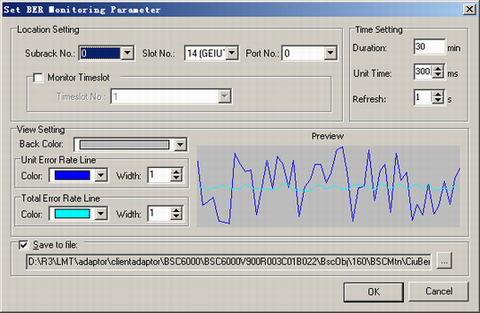 Set BER Monitoring Parameter
Location Setting
Subrack No.: 0 Slot No.: 14 (GEIUT Port No.: 0
Monitor Timeslot
Timeslot No.: 1
Time Setting
Duration: 30 min
Unit Time: 300 ms
Refresh: 1 s
View Setting
Back Color:
Unit Error Rate Line
Color: Width: 1
Total Error Rate Line
Color: Width: 1
Preview
Save to file:
D:\R3\LMT\adaptor\clientadaptor\BSC6000\BSC6000V900R003C01B022\BscObj\160\BSCMtn\CiuBer ...
OK Cancel